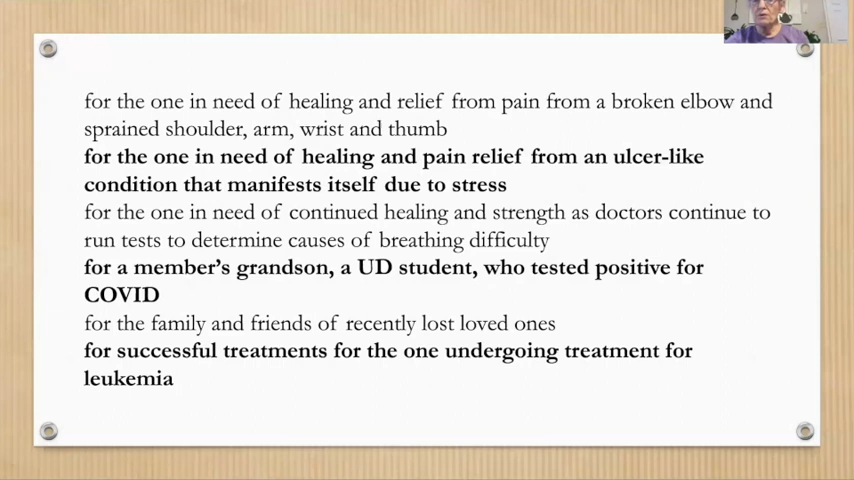 for the one in need of healing and relief from pain from a broken elbow and
sprained shoulder, arm, wrist and thumb
for the one in need of healing and pain relief from an ulcer-like
condition that manifests itself due to stress
for the one in need of continued healing and strength as doctors continue to
run tests to determine causes of breathing difficulty
for a member’s grandson, a UD student, who tested positive for
COVID
for the family and friends of recently lost loved ones
for successful treatments for the one undergoing treatment for
leukemia